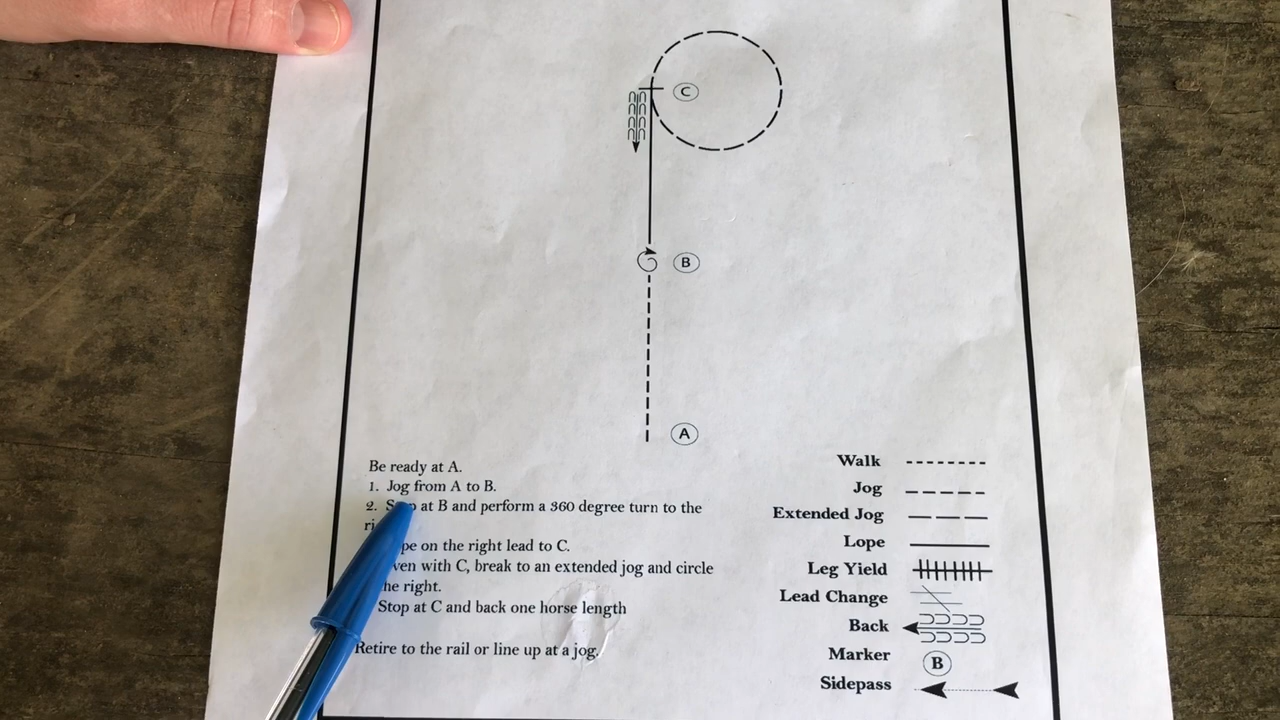 C
B
A
Be ready at A.
1. Jog from A to B.
2. at B and perform a 360 degree turn to the
on the right lead to C.
with C, break to an extended jog and circle
right.
Stop at C and back one horse length
Retire to the rail or line up at a jog.
Walk
Jog
Extended Jog
Lope
Leg Yield
Lead Change
Back
Marker B
Sidepass